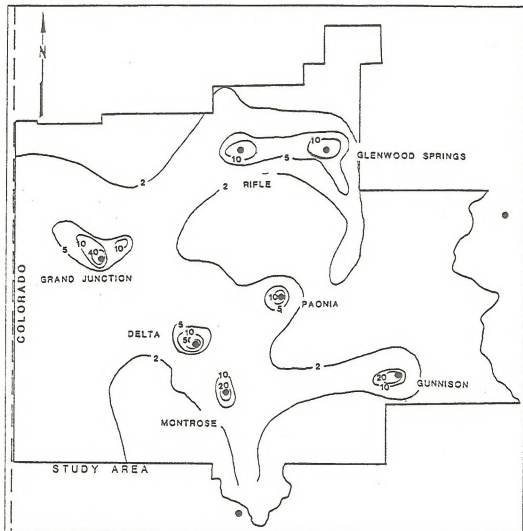 N
10
GLENWOOD SPRINGS
10
5
2
2
RIFLE
5
10
10
40
GRAND JUNCTION
COLORADO
10
5
PAONIA
DELTA
5
10
50
2
2
10
20
20
10
GUNNISON
MONTROSE
STUDY AREA